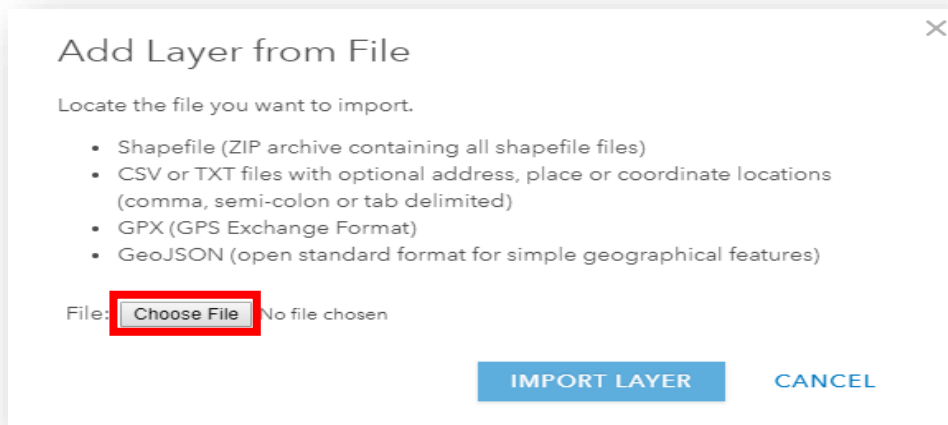 Add Layer from File
Locate the file you want to import.
• Shapefile (ZIP archive containing all shapefile files)
• CSV or TXT files with optional address, place or coordinate locations
(comma, semi-colon or tab delimited)
• GPX (GPS Exchange Format)
• GeoJSON (open standard format for simple geographical features)
File: Choose File No file chosen
IMPORT LAYER CANCEL